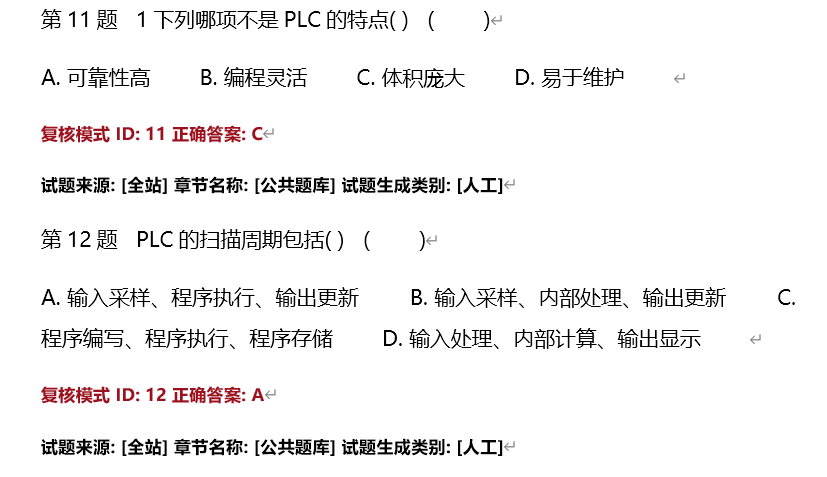 第 11 题 1 下列哪项不是 PLC 的特点( ) ( )↵
A. 可靠性高 B. 编程灵活 C. 体积庞大 D. 易于维护 ↵
复核模式 ID: 11 正确答案: C↵
试题来源: [全站] 章节名称: [公共题库] 试题生成类别: [人工]↵
第 12 题 PLC 的扫描周期包括( ) ( )↵
A. 输入采样、程序执行、输出更新 B. 输入采样、内部处理、输出更新 C.
程序编写、程序执行、程序存储 D. 输入处理、内部计算、输出显示 ↵
复核模式 ID: 12 正确答案: A↵
试题来源: [全站] 章节名称: [公共题库] 试题生成类别: [人工]↵